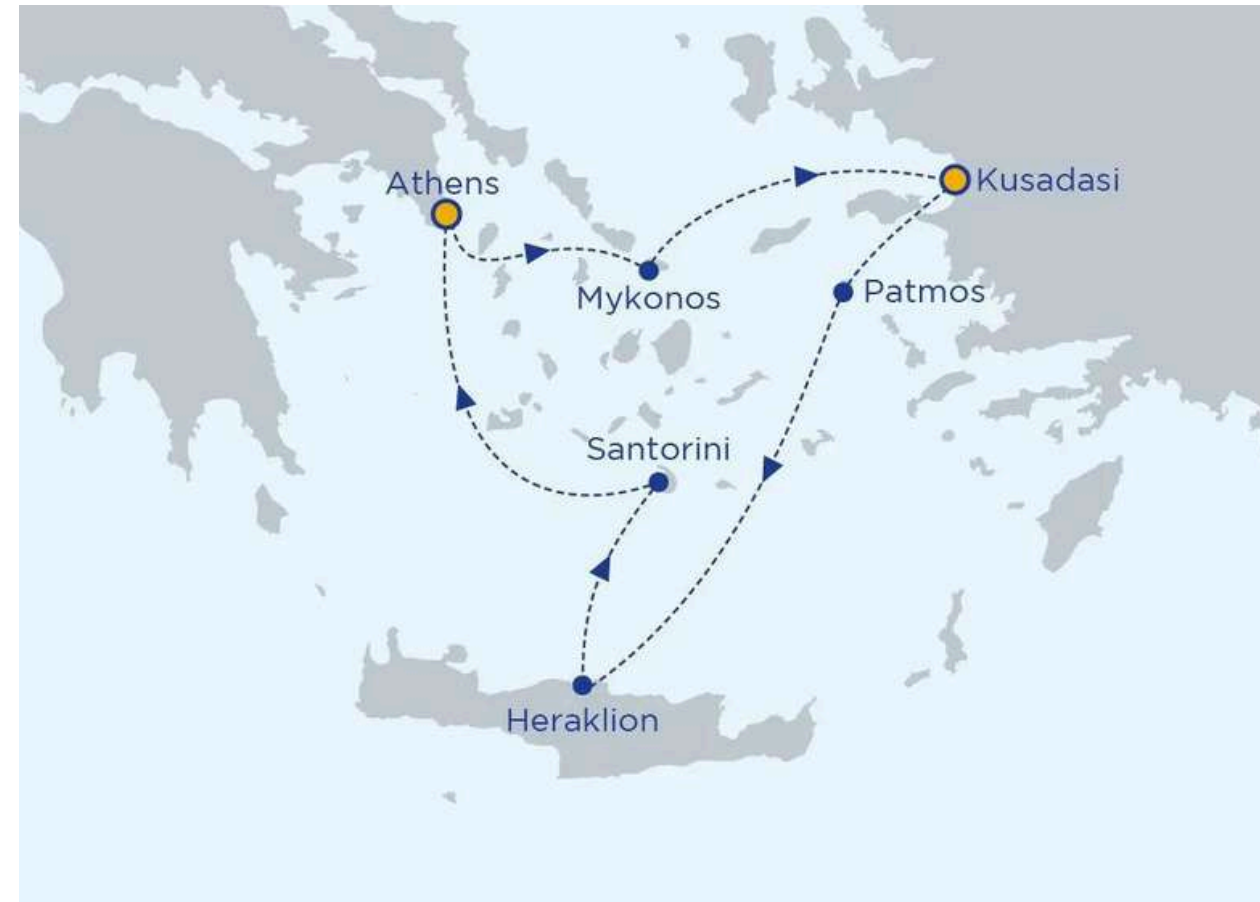 Athens
Kusadasi
Mykonos
Patmos
Santorini
Heraklion